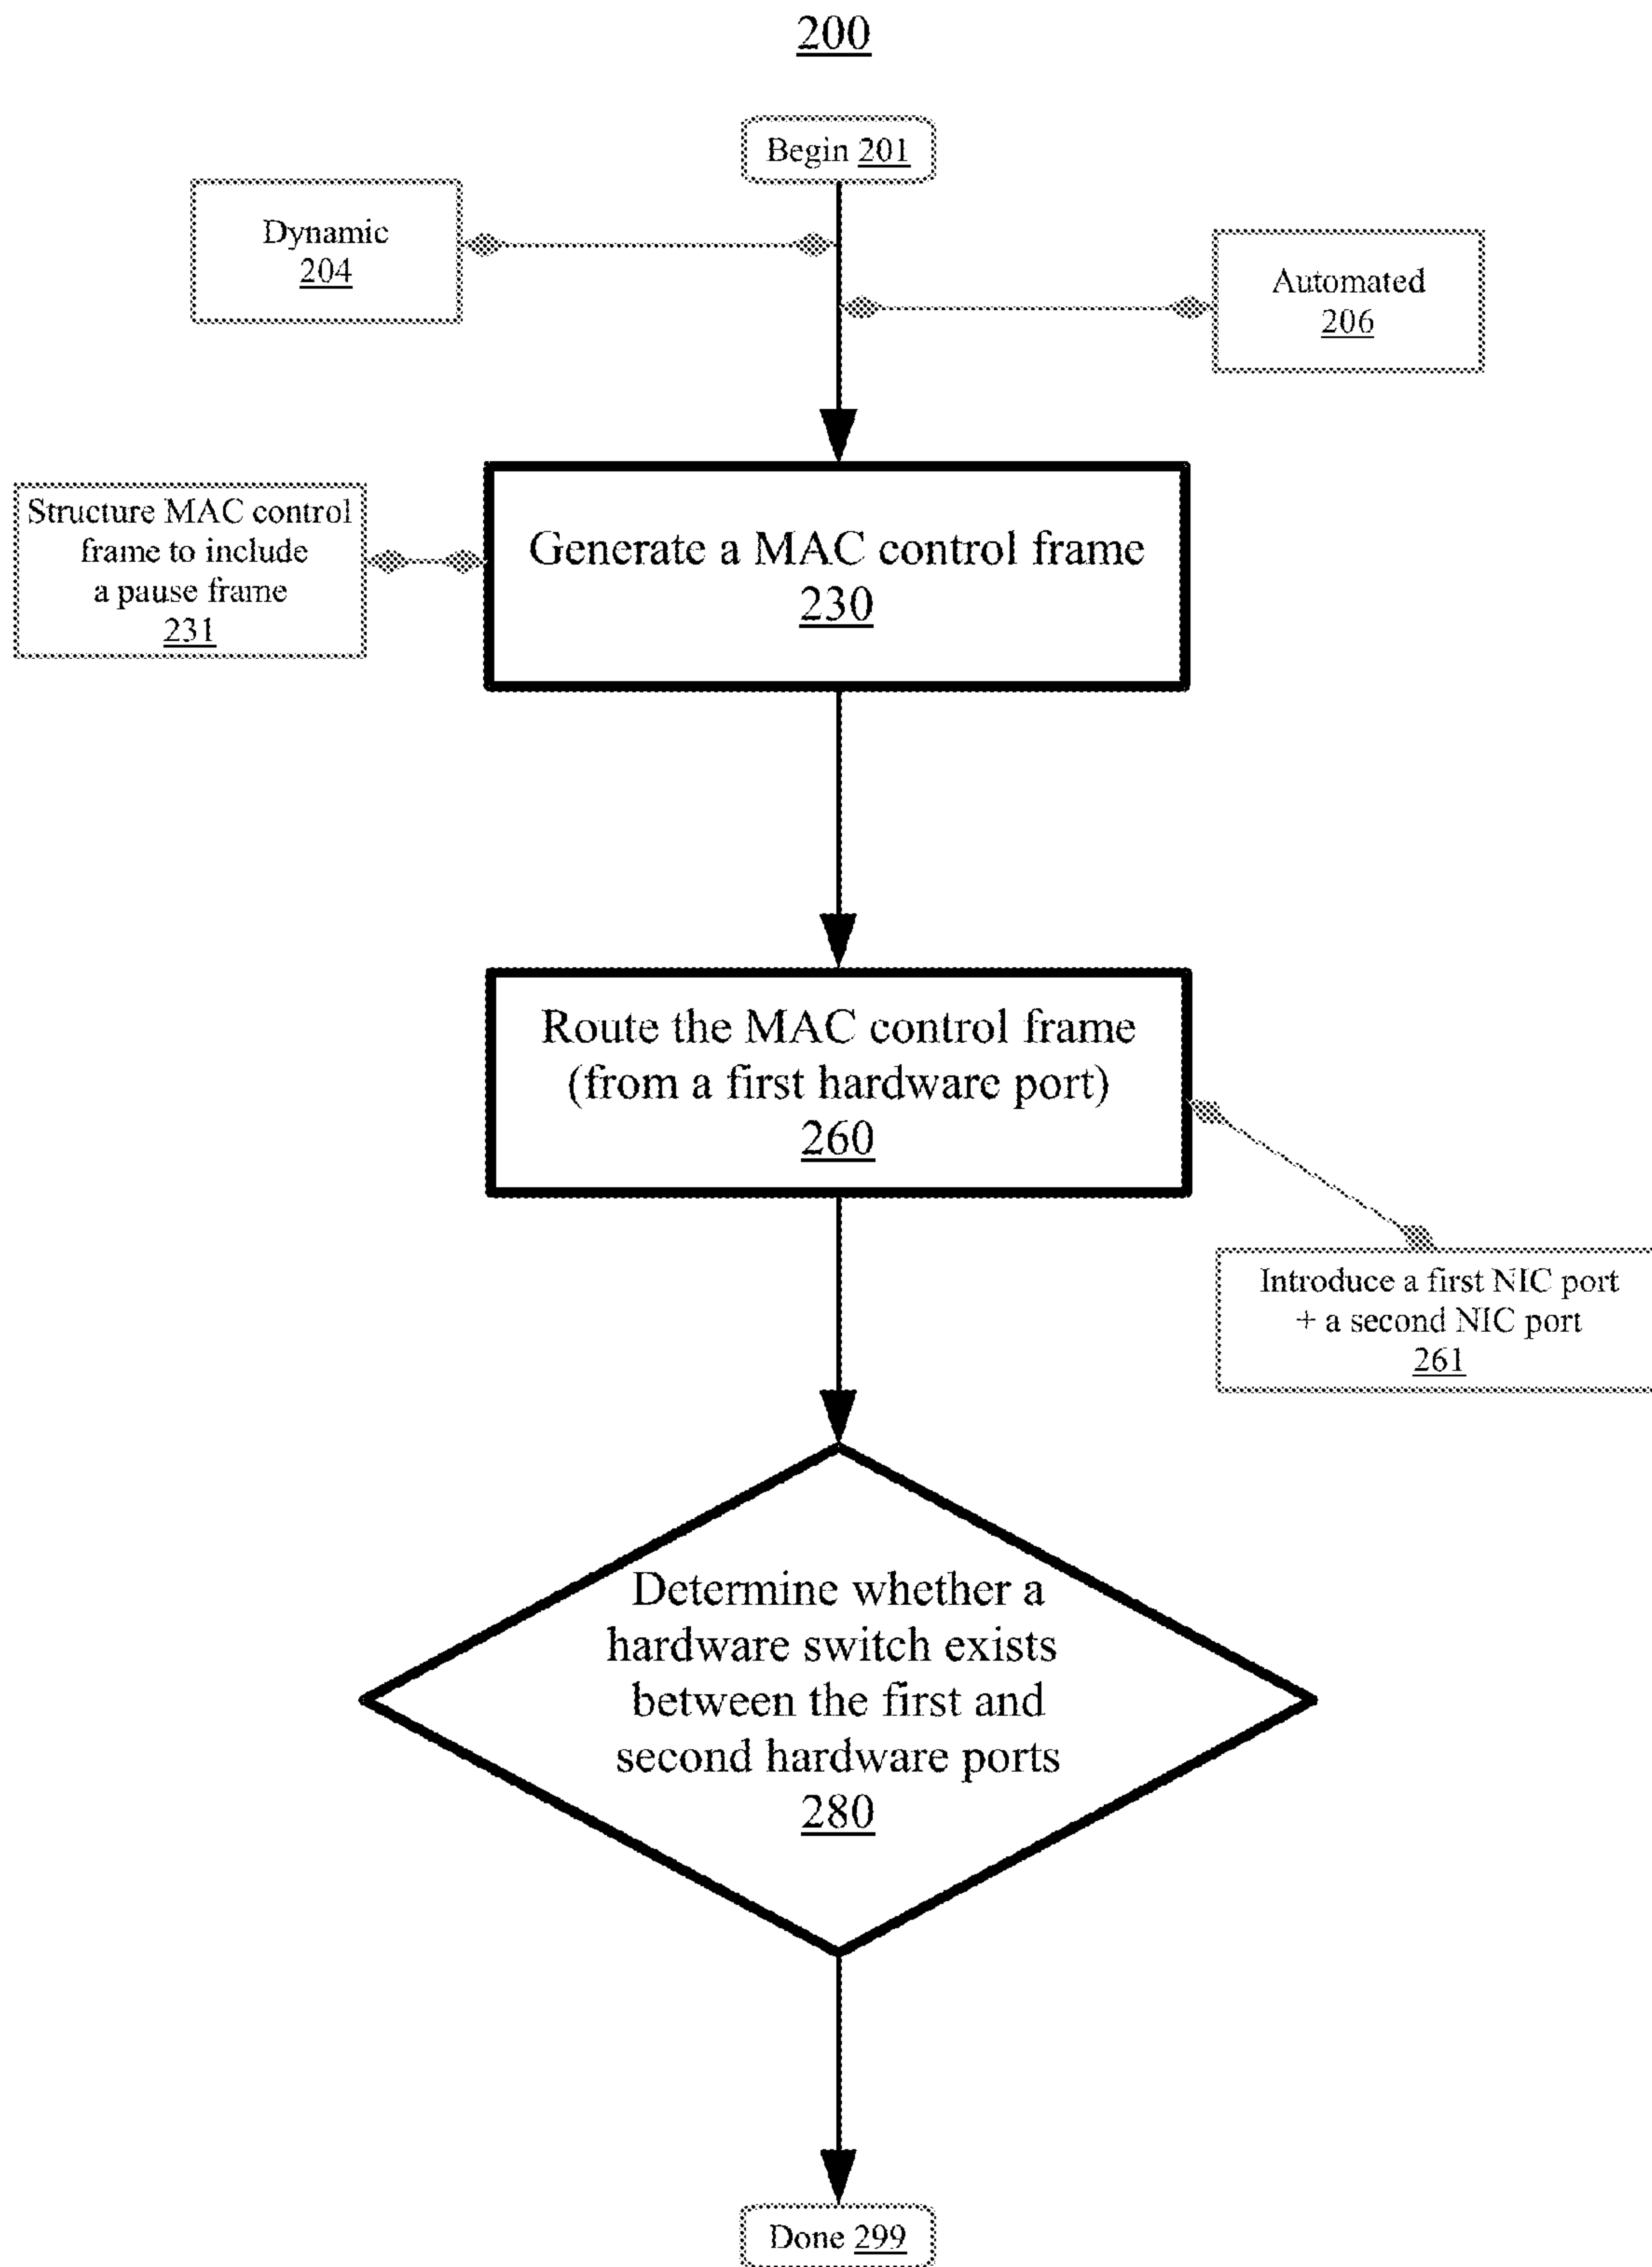 200
Begin 201
Dynamic
204
Automated
206
Structure MAC control
frame to include
a pause frame
231
Generate a MAC control frame
230
Route the MAC control frame
(from a first hardware port)
260
Introduce a first NIC port
+ a second NIC port
261
Determine whether a
hardware switch exists
between the first and
second hardware ports
280
Done 299